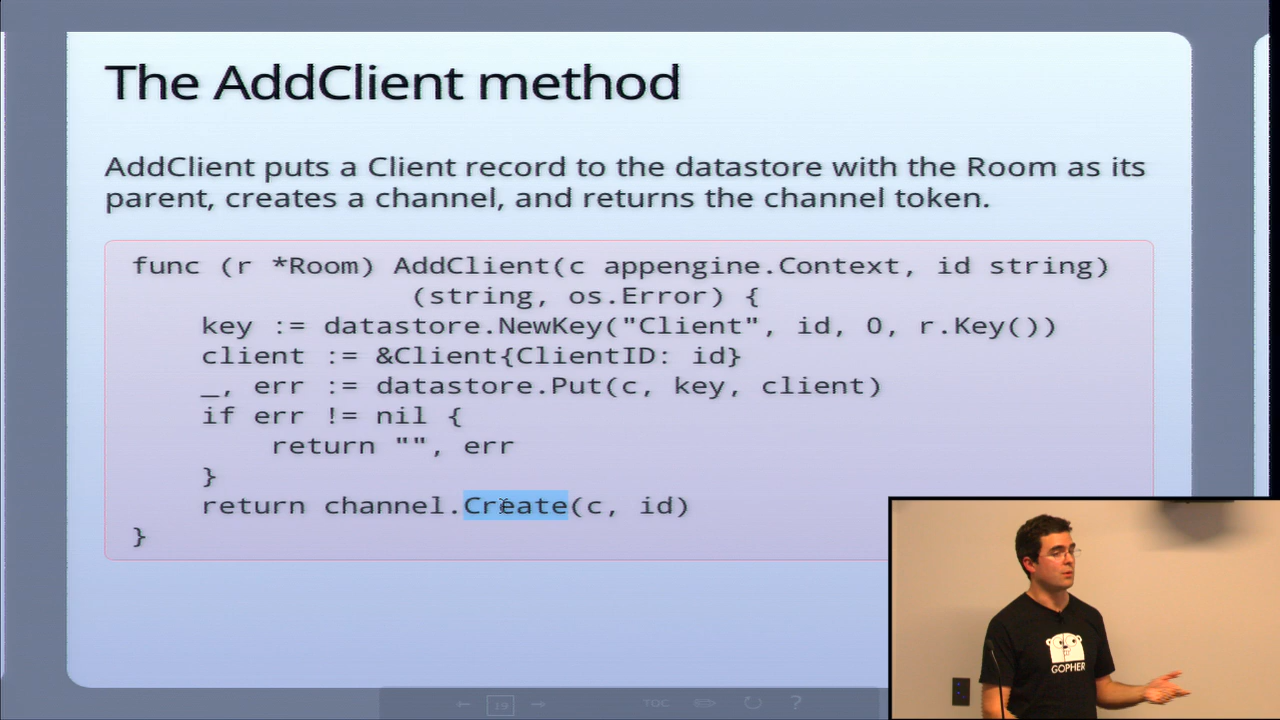 The AddClient method
AddClient puts a Client record to the datastore with the Room as its
parent, creates a channel, and returns the channel token.
func (r *Room) AddClient(c appengine.Context, id string)
(string, os.Error) {
key := datastore.NewKey("Client", id, 0, r.Key())
client := &Client{ClientID: id}
_, err := datastore.Put(c, key, client)
if err != nil {
return "", err
}
return channel.Create(c, id)
}
GOPHER
19
TOC
?